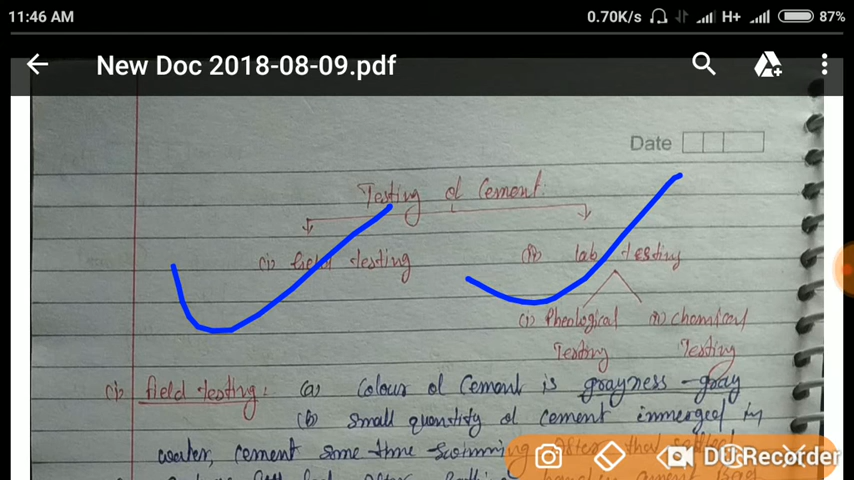 11:46 AM
0.70K/s H+ 87%
New Doc 2018-08-09.pdf
Date
Testing of Cement.
(i) field testing
(ii) lab testing
(i) Pheological Testing
(ii) Chemical Testing
(i) field testing: (a) Colour of Cement is grayness - gray
(b) Small quantity of cement immerged in
water, cement some time swimming After that
DU Recorder